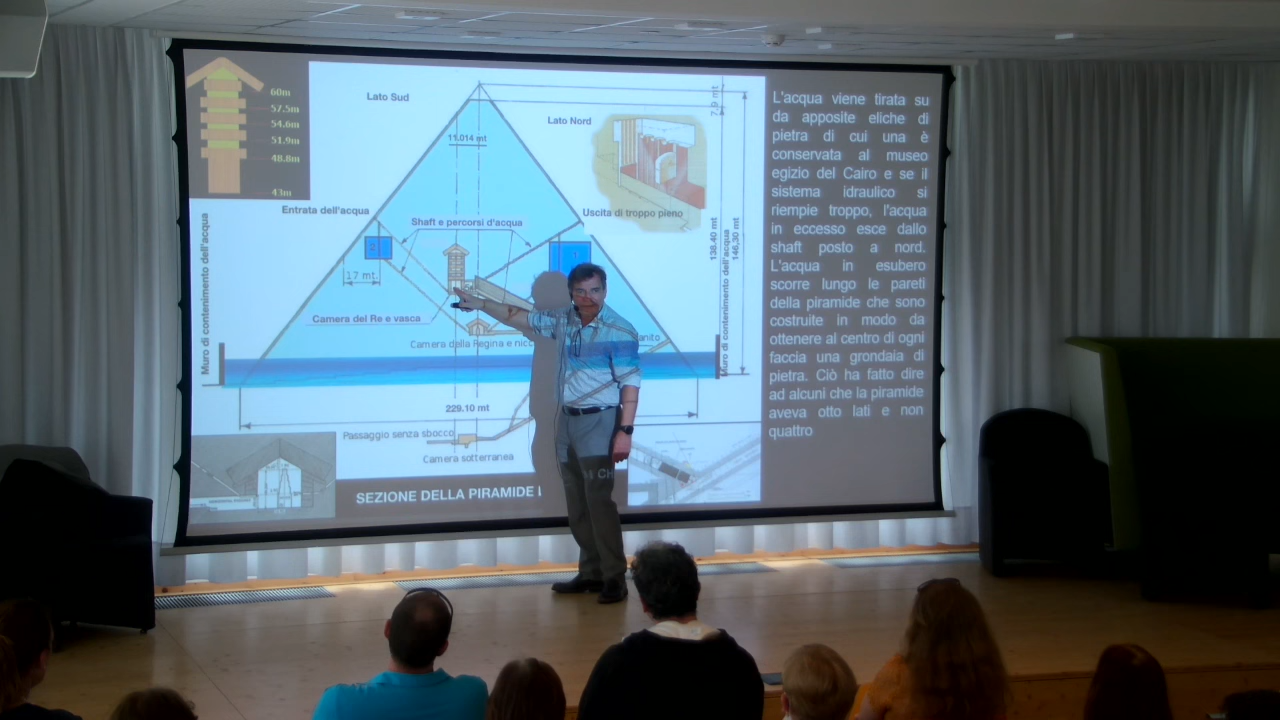 60m
57.5m
54.6m
51.9m
48.8m
43m
Lato Sud
7,9 mt.
Lato Nord
11.014 mt
Entrata dell'acqua
Shaft e percorsi d'acqua
Uscita di troppo pieno
Muro di contenimento dell'acqua
2
1
17 mt.
138.40 mt
146,30 mt
Muro di contenimento dell'acqua
Camera del Re e vasca
Camera della Regina e nicc
anito
229.10 mt
Passaggio senza sbocco
Camera sotterranea
SEZIONE DELLA PIRAMIDE
CH
L'acqua viene tirata su
da apposite eliche di
pietra di cui una è
conservata al museo
egizio del Cairo e se il
sistema idraulico si
riempie troppo, l'acqua
in eccesso esce dallo
shaft posto a nord.
L'acqua in esubero
scorre lungo le pareti
della piramide che sono
costruite in modo da
ottenere al centro di ogni
faccia una grondaia di
pietra. Ciò ha fatto dire
ad alcuni che la piramide
aveva otto lati e non
quattro